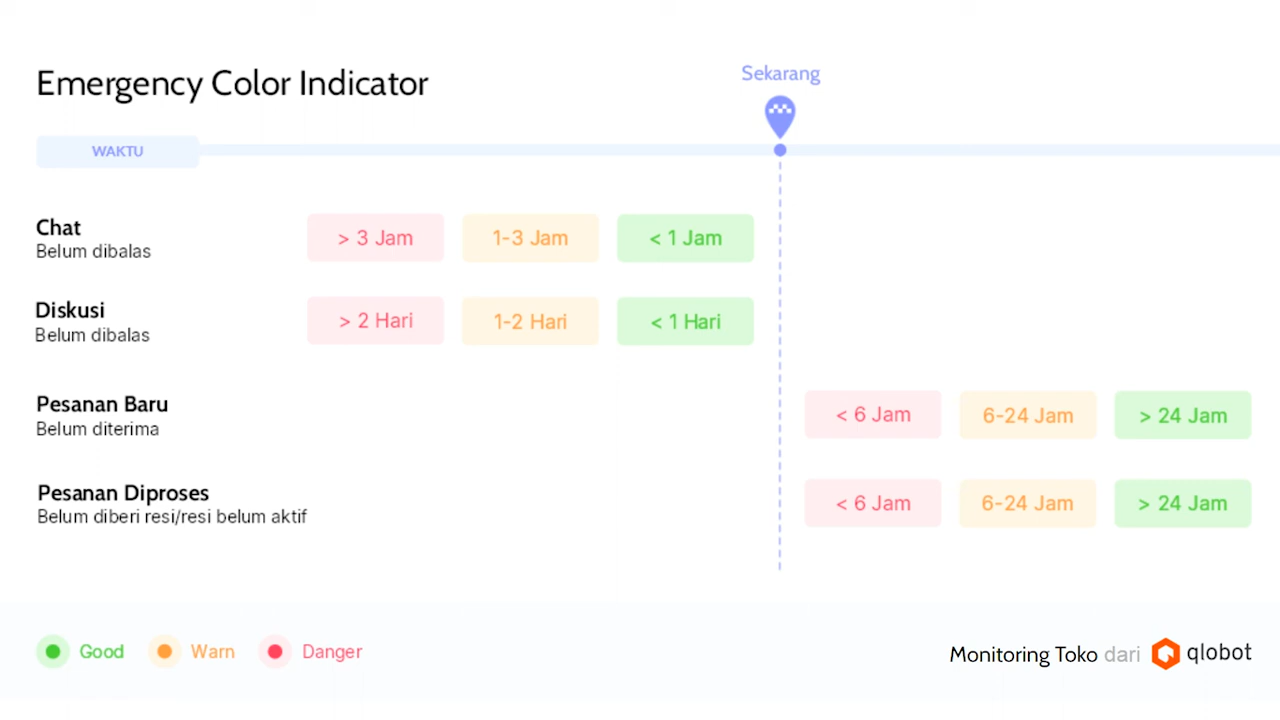 Emergency Color Indicator
Sekarang
WAKTU
Chat
Belum dibalas
> 3 Jam
1-3 Jam
< 1 Jam
Diskusi
Belum dibalas
> 2 Hari
1-2 Hari
< 1 Hari
Pesanan Baru
Belum diterima
< 6 Jam
6-24 Jam
> 24 Jam
Pesanan Diproses
Belum diberi resi/resi belum aktif
< 6 Jam
6-24 Jam
> 24 Jam
Good
Warn
Danger
Monitoring Toko dari qlobot